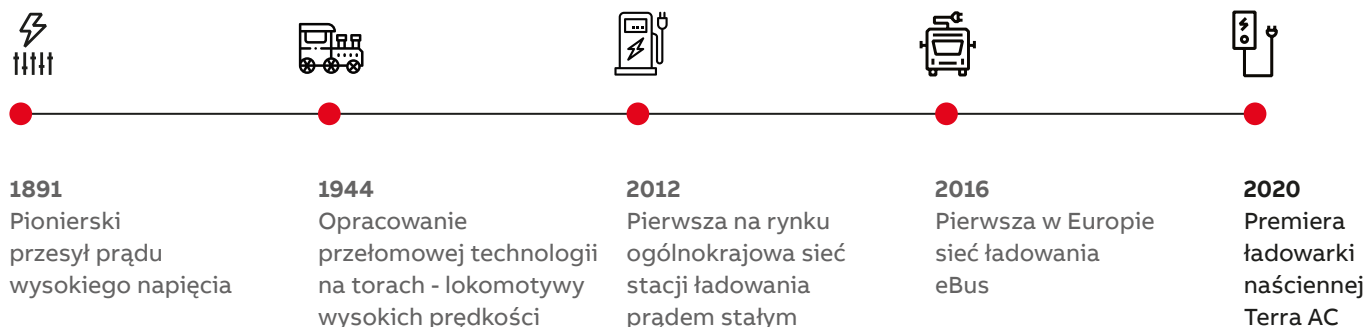 1891
Pionierski
przesył prądu
wysokiego napięcia
1944
Opracowanie
przełomowej technologii
na torach - lokomotywy
wysokich prędkości
2012
Pierwsza na rynku
ogólnokrajowa sieć
stacji ładowania
prądem stałym
2016
Pierwsza w Europie
sieć ładowania
eBus
2020
Premiera
ładowarki
naściennej
Terra AC